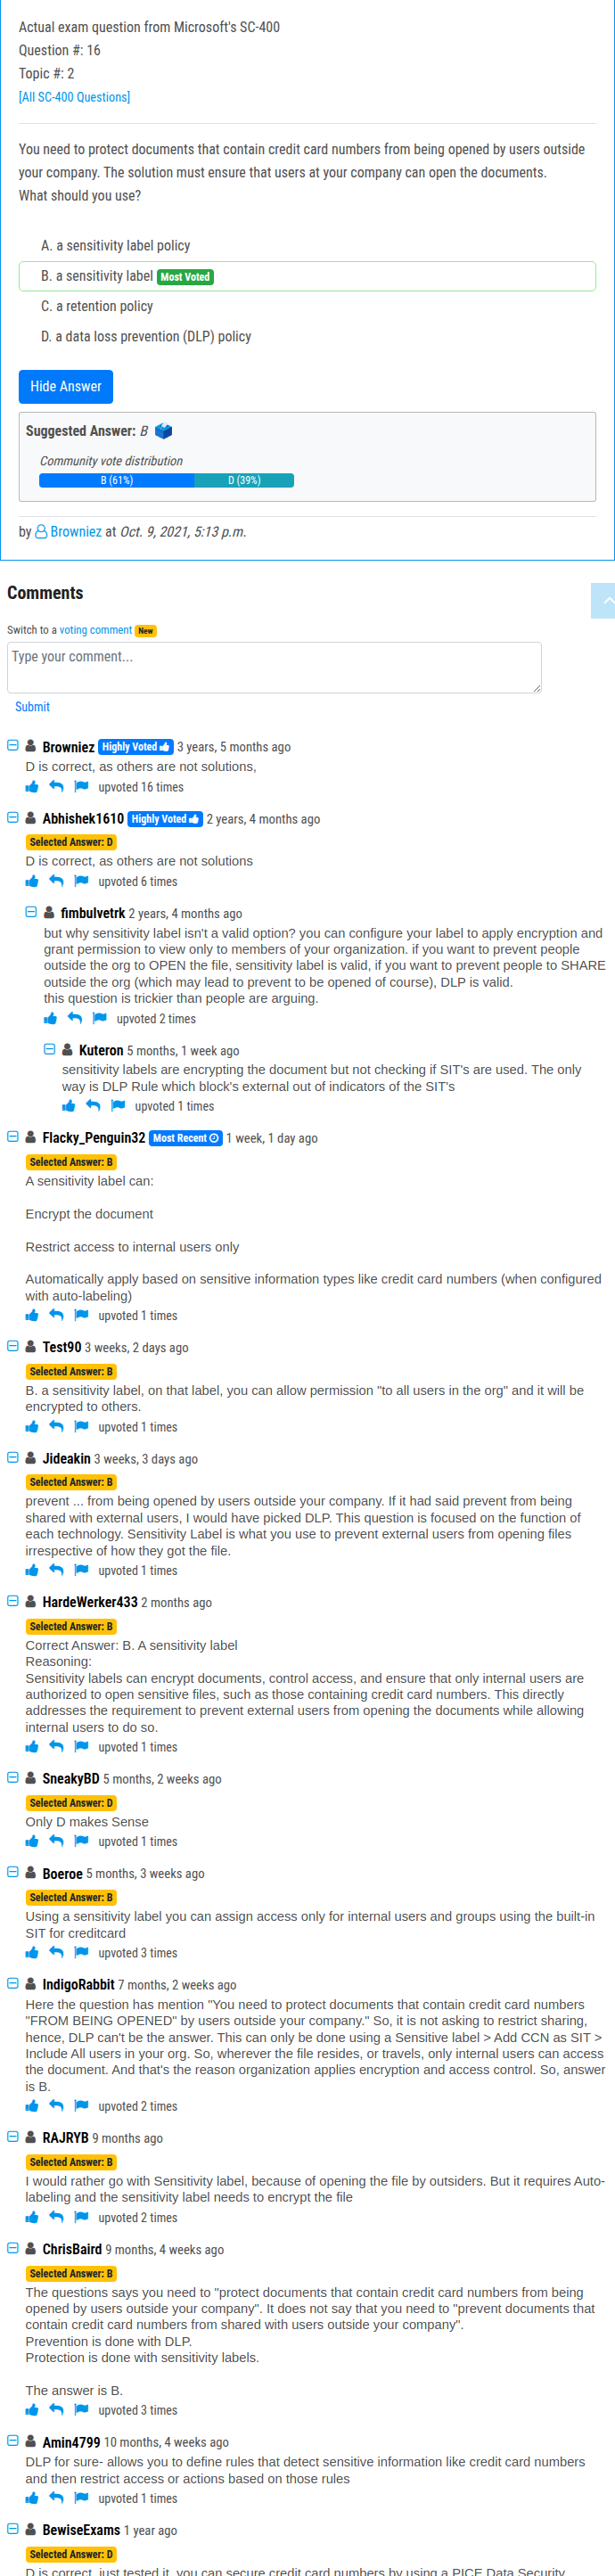 Actual exam question from Microsoft's SC-400
Question #: 16
Topic #: 2
[All SC-400 Questions]
You need to protect documents that contain credit card numbers from being opened by users outside
your company. The solution must ensure that users at your company can open the documents.
What should you use?
A. a sensitivity label policy
B. a sensitivity label Most Voted
C. a retention policy
D. a data loss prevention (DLP) policy
Hide Answer
Suggested Answer: B
Community vote distribution
B (61%) D (39%)
by Browniez at Oct. 9, 2021, 5:13 p.m.
Comments
Switch to a voting comment New
Type your comment...
Submit
Browniez Highly Voted 3 years, 5 months ago
D is correct, as others are not solutions,
upvoted 16 times
Abhishek1610 Highly Voted 2 years, 4 months ago
Selected Answer: D
D is correct, as others are not solutions
upvoted 6 times
fimbulvetrk 2 years, 4 months ago
but why sensitivity label isn't a valid option? you can configure your label to apply encryption and
grant permission to view only to members of your organization. if you want to prevent people
outside the org to OPEN the file, sensitivity label is valid, if you want to prevent people to SHARE
outside the org (which may lead to prevent to be opened of course), DLP is valid.
this question is trickier than people are arguing.
upvoted 2 times
Kuteron 5 months, 1 week ago
sensitivity labels are encrypting the document but not checking if SIT's are used. The only
way is DLP Rule which block's external out of indicators of the SIT's
upvoted 1 times
Flacky_Penguin32 Most Recent 1 week, 1 day ago
Selected Answer: B
A sensitivity label can:
Encrypt the document
Restrict access to internal users only
Automatically apply based on sensitive information types like credit card numbers (when configured
with auto-labeling)
upvoted 1 times
Test90 3 weeks, 2 days ago
Selected Answer: B
B. a sensitivity label, on that label, you can allow permission "to all users in the org" and it will be
encrypted to others.
upvoted 1 times
Jideakin 3 weeks, 3 days ago
Selected Answer: B
prevent ... from being opened by users outside your company. If it had said prevent from being
shared with external users, I would have picked DLP. This question is focused on the function of
each technology. Sensitivity Label is what you use to prevent external users from opening files
irrespective of how they got the file.
upvoted 1 times
HardeWerker433 2 months ago
Selected Answer: B
Correct Answer: B. A sensitivity label
Reasoning:
Sensitivity labels can encrypt documents, control access, and ensure that only internal users are
authorized to open sensitive files, such as those containing credit card numbers. This directly
addresses the requirement to prevent external users from opening the documents while allowing
internal users to do so.
upvoted 1 times
SneakyBD 5 months, 2 weeks ago
Selected Answer: D
Only D makes Sense
upvoted 1 times
Boeroe 5 months, 3 weeks ago
Selected Answer: B
Using a sensitivity label you can assign access only for internal users and groups using the built-in
SIT for creditcard
upvoted 3 times
IndigoRabbit 7 months, 2 weeks ago
Here the question has mention "You need to protect documents that contain credit card numbers
"FROM BEING OPENED" by users outside your company." So, it is not asking to restrict sharing,
hence, DLP can't be the answer. This can only be done using a Sensitive label > Add CCN as SIT >
Include All users in your org. So, wherever the file resides, or travels, only internal users can access
the document. And that's the reason organization applies encryption and access control. So, answer
is B.
upvoted 2 times
RAJRYB 9 months ago
Selected Answer: B
I would rather go with Sensitivity label, because of opening the file by outsiders. But it requires Auto-
labeling and the sensitivity label needs to encrypt the file
upvoted 2 times
ChrisBaird 9 months, 4 weeks ago
Selected Answer: B
The questions says you need to "protect documents that contain credit card numbers from being
opened by users outside your company". It does not say that you need to "prevent documents that
contain credit card numbers from shared with users outside your company".
Prevention is done with DLP.
Protection is done with sensitivity labels.
The answer is B.
upvoted 3 times
Amin4799 10 months, 4 weeks ago
DLP for sure- allows you to define rules that detect sensitive information like credit card numbers
and then restrict access or actions based on those rules
upvoted 1 times
BewiseExams 1 year ago
Selected Answer: D
D is correct, just tested it, you can secure credit card numbers by using a PICE Data Security